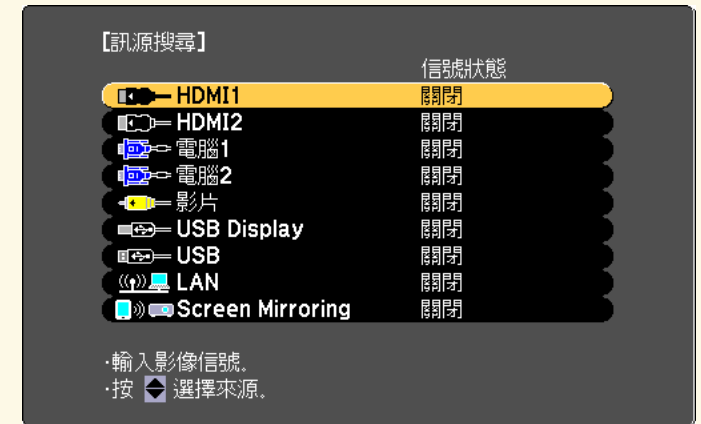 【訊源搜尋】
信號狀態
HDMI1 關閉
HDMI2 關閉
電腦1 關閉
電腦2 關閉
影片 關閉
USB Display 關閉
USB 關閉
LAN 關閉
Screen Mirroring 關閉
·輸入影像信號.
·按 選擇來源.